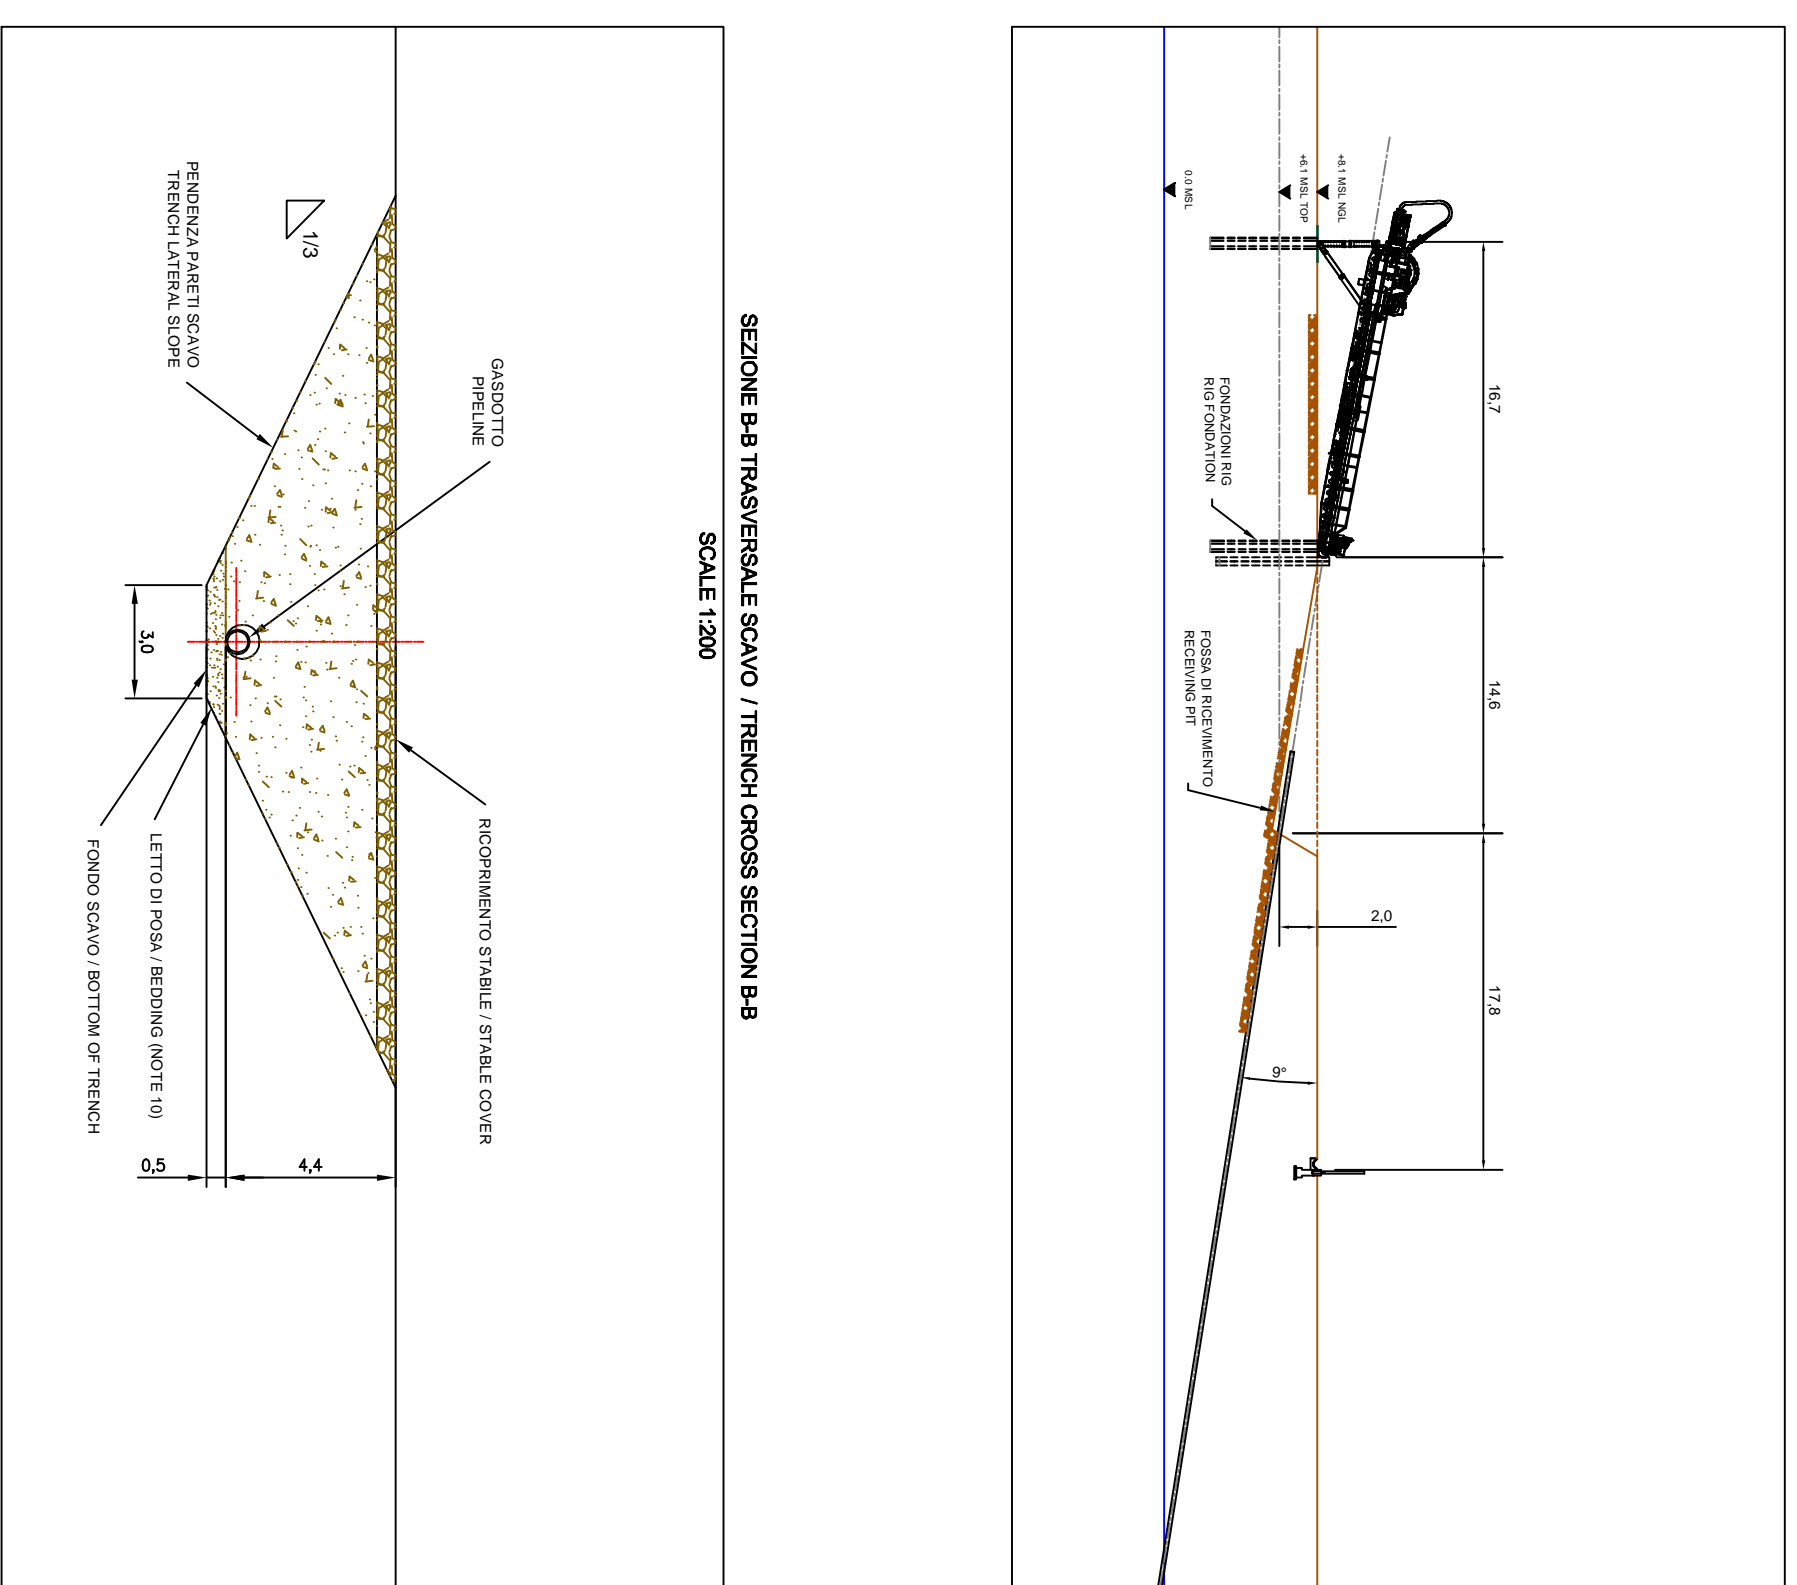 +8.1 MSL NGL
+6.1 MSL TOP
0.0 MSL
16,7
14,6
17,8
2,0
9°
FONDAZIONI RIG
RIG FONDATION
FOSSA DI RICEVIMENTO
RECEIVING PIT
SEZIONE B-B TRASVERSALE SCAVO / TRENCH CROSS SECTION B-B
SCALE 1:200
GASDOTTO
PIPELINE
RICOPRIMENTO STABILE / STABLE COVER
1/3
PENDENZA PARETI SCAVO
TRENCH LATERAL SLOPE
3,0
4,4
0,5
LETTO DI POSA / BEDDING (NOTE 10)
FONDO SCAVO / BOTTOM OF TRENCH